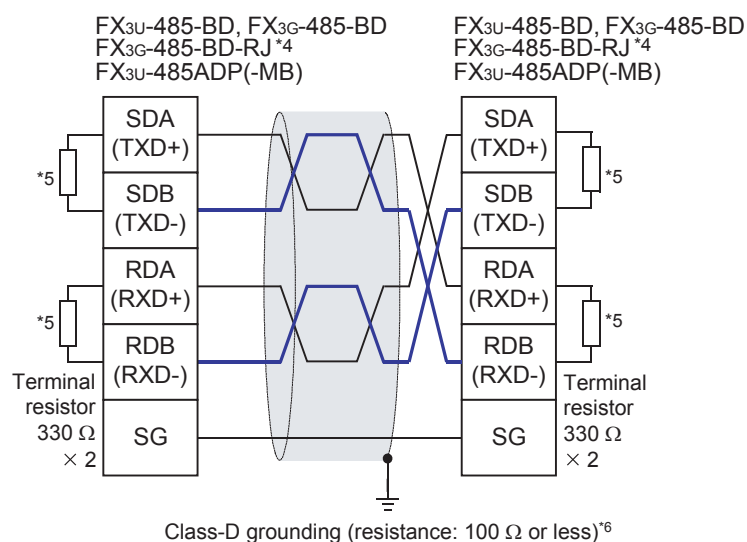 FX3U-485-BD, FX3G-485-BD
FX3G-485-BD-RJ*4
FX3U-485ADP(-MB)
FX3U-485-BD, FX3G-485-BD
FX3G-485-BD-RJ*4
FX3U-485ADP(-MB)
SDA
(TXD+)
*5
SDB
(TXD-)
RDA
(RXD+)
*5
RDB
(RXD-)
Terminal
resistor
330 Ω
× 2
SG
SDA
(TXD+)
*5
SDB
(TXD-)
RDA
(RXD+)
*5
RDB
(RXD-)
Terminal
resistor
330 Ω
× 2
SG
Class-D grounding (resistance: 100 Ω or less)*6